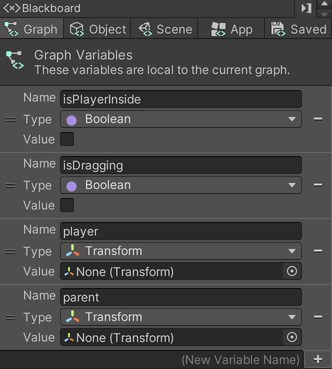 Blackboard
Graph Object Scene App Saved
Graph Variables
These variables are local to the current graph.
Name isPlayerInside
Type Boolean
Value
Name isDragging
Type Boolean
Value
Name player
Type Transform
Value None (Transform)
Name parent
Type Transform
Value None (Transform)
(New Variable Name)